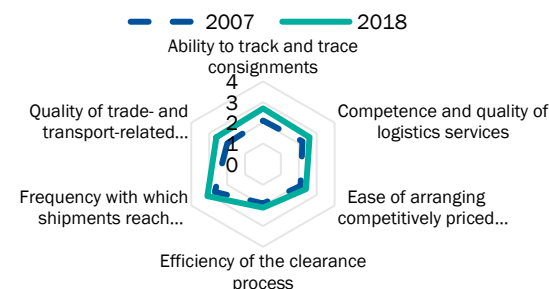 2007 2018
Ability to track and trace
consignments
4
3
2
1
0
Quality of trade- and
transport-related...
Competence and quality of
logistics services
Frequency with which
shipments reach...
Ease of arranging
competitively priced...
Efficiency of the clearance
process